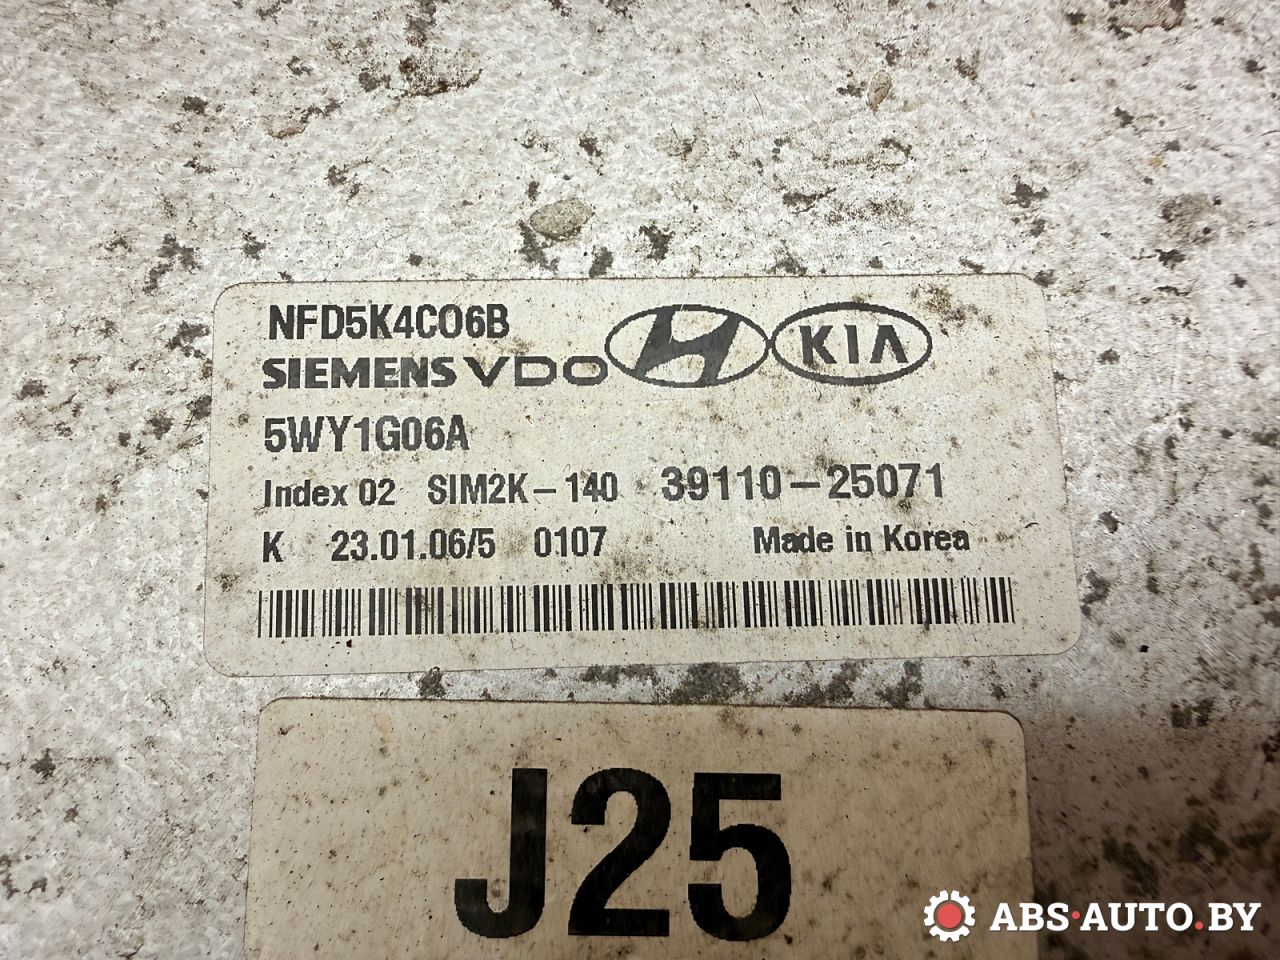 NFD5K4C06B
SIEMENS VDO KIA
5WY1G06A
Index 02 SIM2K-140 39110-25071
K 23.01.06/5 0107 Made in Korea
J25
ABS·AUTO.BY